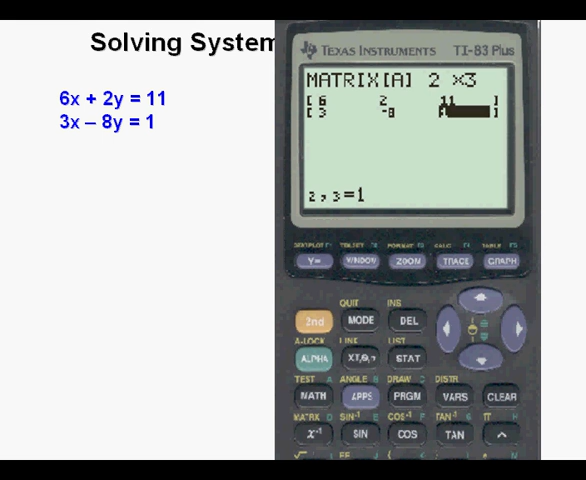 Solving System
6x + 2y = 11
3x – 8y = 1
TEXAS INSTRUMENTS TI-83 Plus
MATRIX[A] 2 ×3
[ 6 2 11 ]
[ 3 -8 ]
2,3=1
STATPLOT F1 TBLSET F2 FORMAT F3 CALC F4 TABLE F5
Y= WINDOW ZOOM TRACE GRAPH
QUIT INS
2nd MODE DEL
A-LOCK LINK LIST
ALPHA X,T,θ,n STAT
TEST A ANGLE B DRAW C DISTR
MATH APPS PRGM VARS CLEAR
MATRX D SIN-1 E COS-1 F TAN-1 G π H
x-1 SIN COS TAN ^